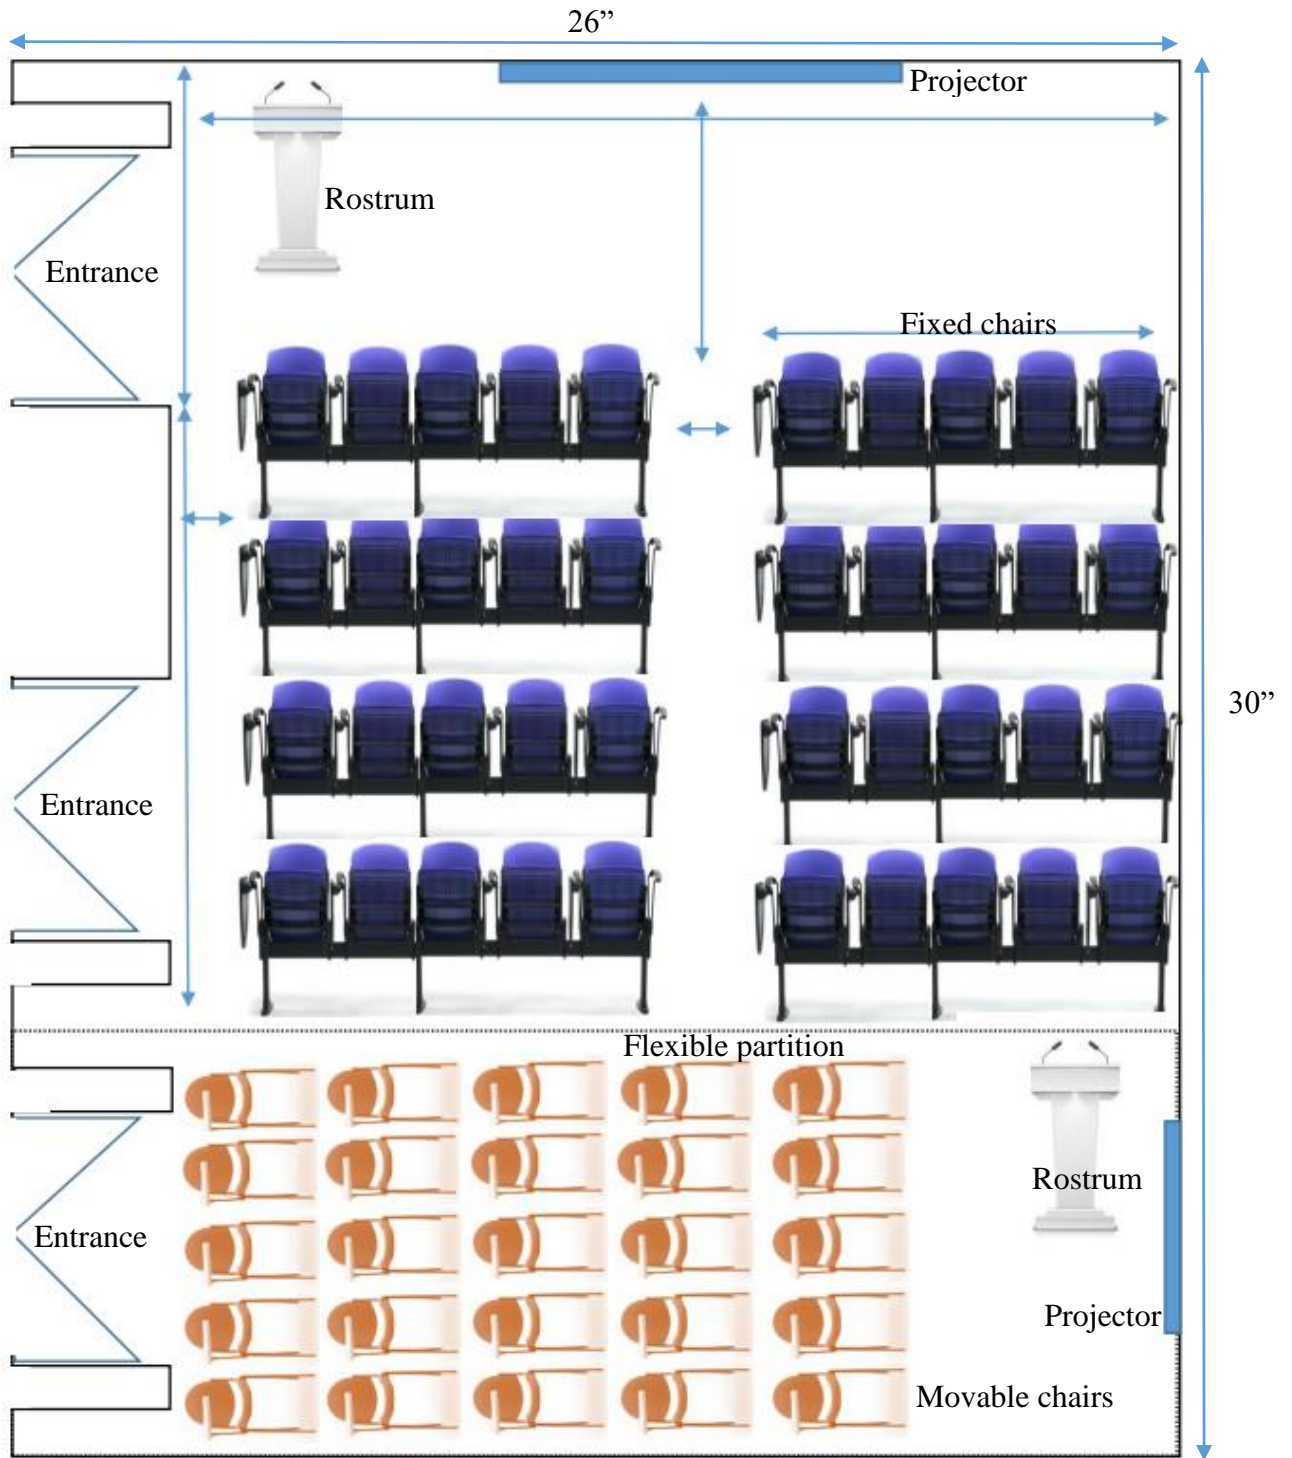 26”
Projector
Rostrum
Entrance
Fixed chairs
30”
Entrance
Flexible partition
Rostrum
Entrance
Projector
Movable chairs